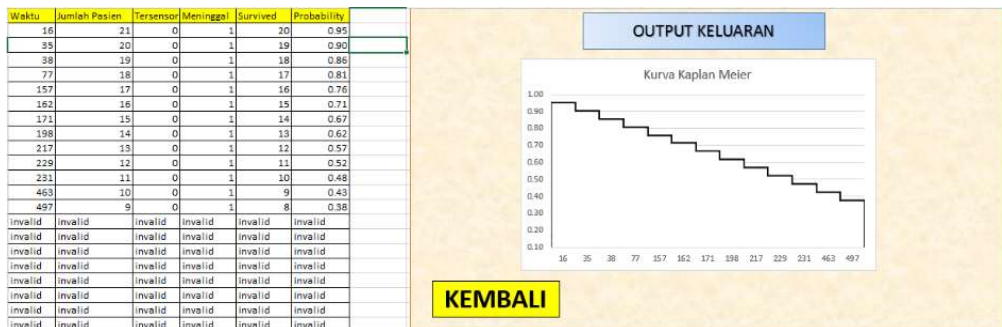 Waktu Jumlah Pasien Tersensor Meninggal Survived Probability
16 21 0 1 20 0.95
35 20 0 1 19 0.90
38 19 0 1 18 0.86
77 18 0 1 17 0.81
157 17 0 1 16 0.76
162 16 0 1 15 0.71
171 15 0 1 14 0.67
198 14 0 1 13 0.62
217 13 0 1 12 0.57
229 12 0 1 11 0.52
231 11 0 1 10 0.48
463 10 0 1 9 0.43
497 9 0 1 8 0.38
invalid invalid invalid invalid invalid invalid
invalid invalid invalid invalid invalid invalid
invalid invalid invalid invalid invalid invalid
invalid invalid invalid invalid invalid invalid
invalid invalid invalid invalid invalid invalid
invalid invalid invalid invalid invalid invalid
invalid invalid invalid invalid invalid invalid
invalid invalid invalid invalid invalid invalid
OUTPUT KELUARAN
Kurva Kaplan Meier
1.00
0.90
0.80
0.70
0.60
0.50
0.40
0.30
0.20
0.10
16 35 38 77 157 162 171 198 217 229 231 463 497
KEMBALI